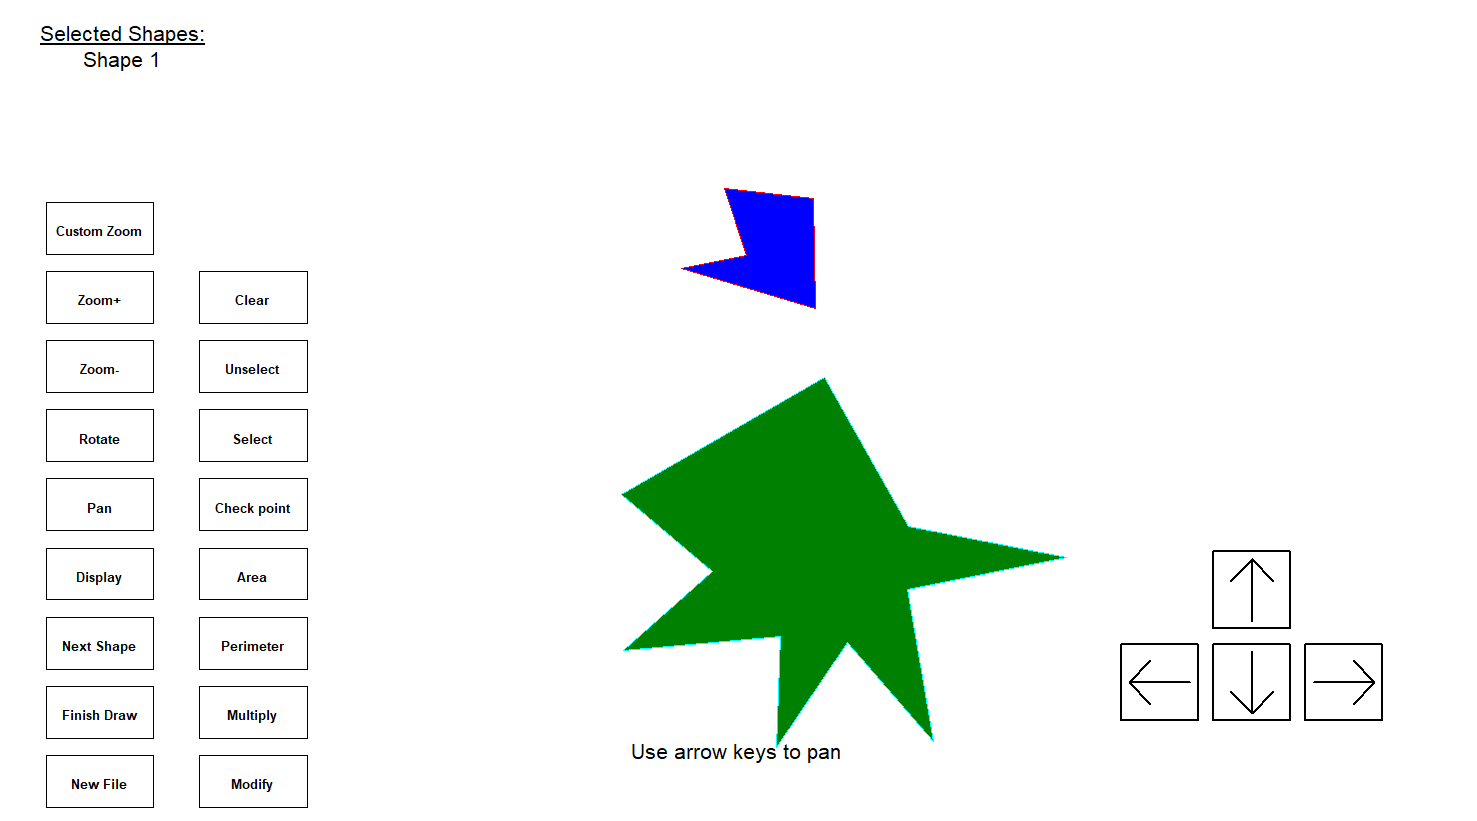 Selected Shapes:
Shape 1
Custom Zoom
Zoom+
Clear
Zoom-
Unselect
Rotate
Select
Pan
Check point
Display
Area
Next Shape
Perimeter
Finish Draw
Multiply
Use arrow keys to pan
New File
Modify